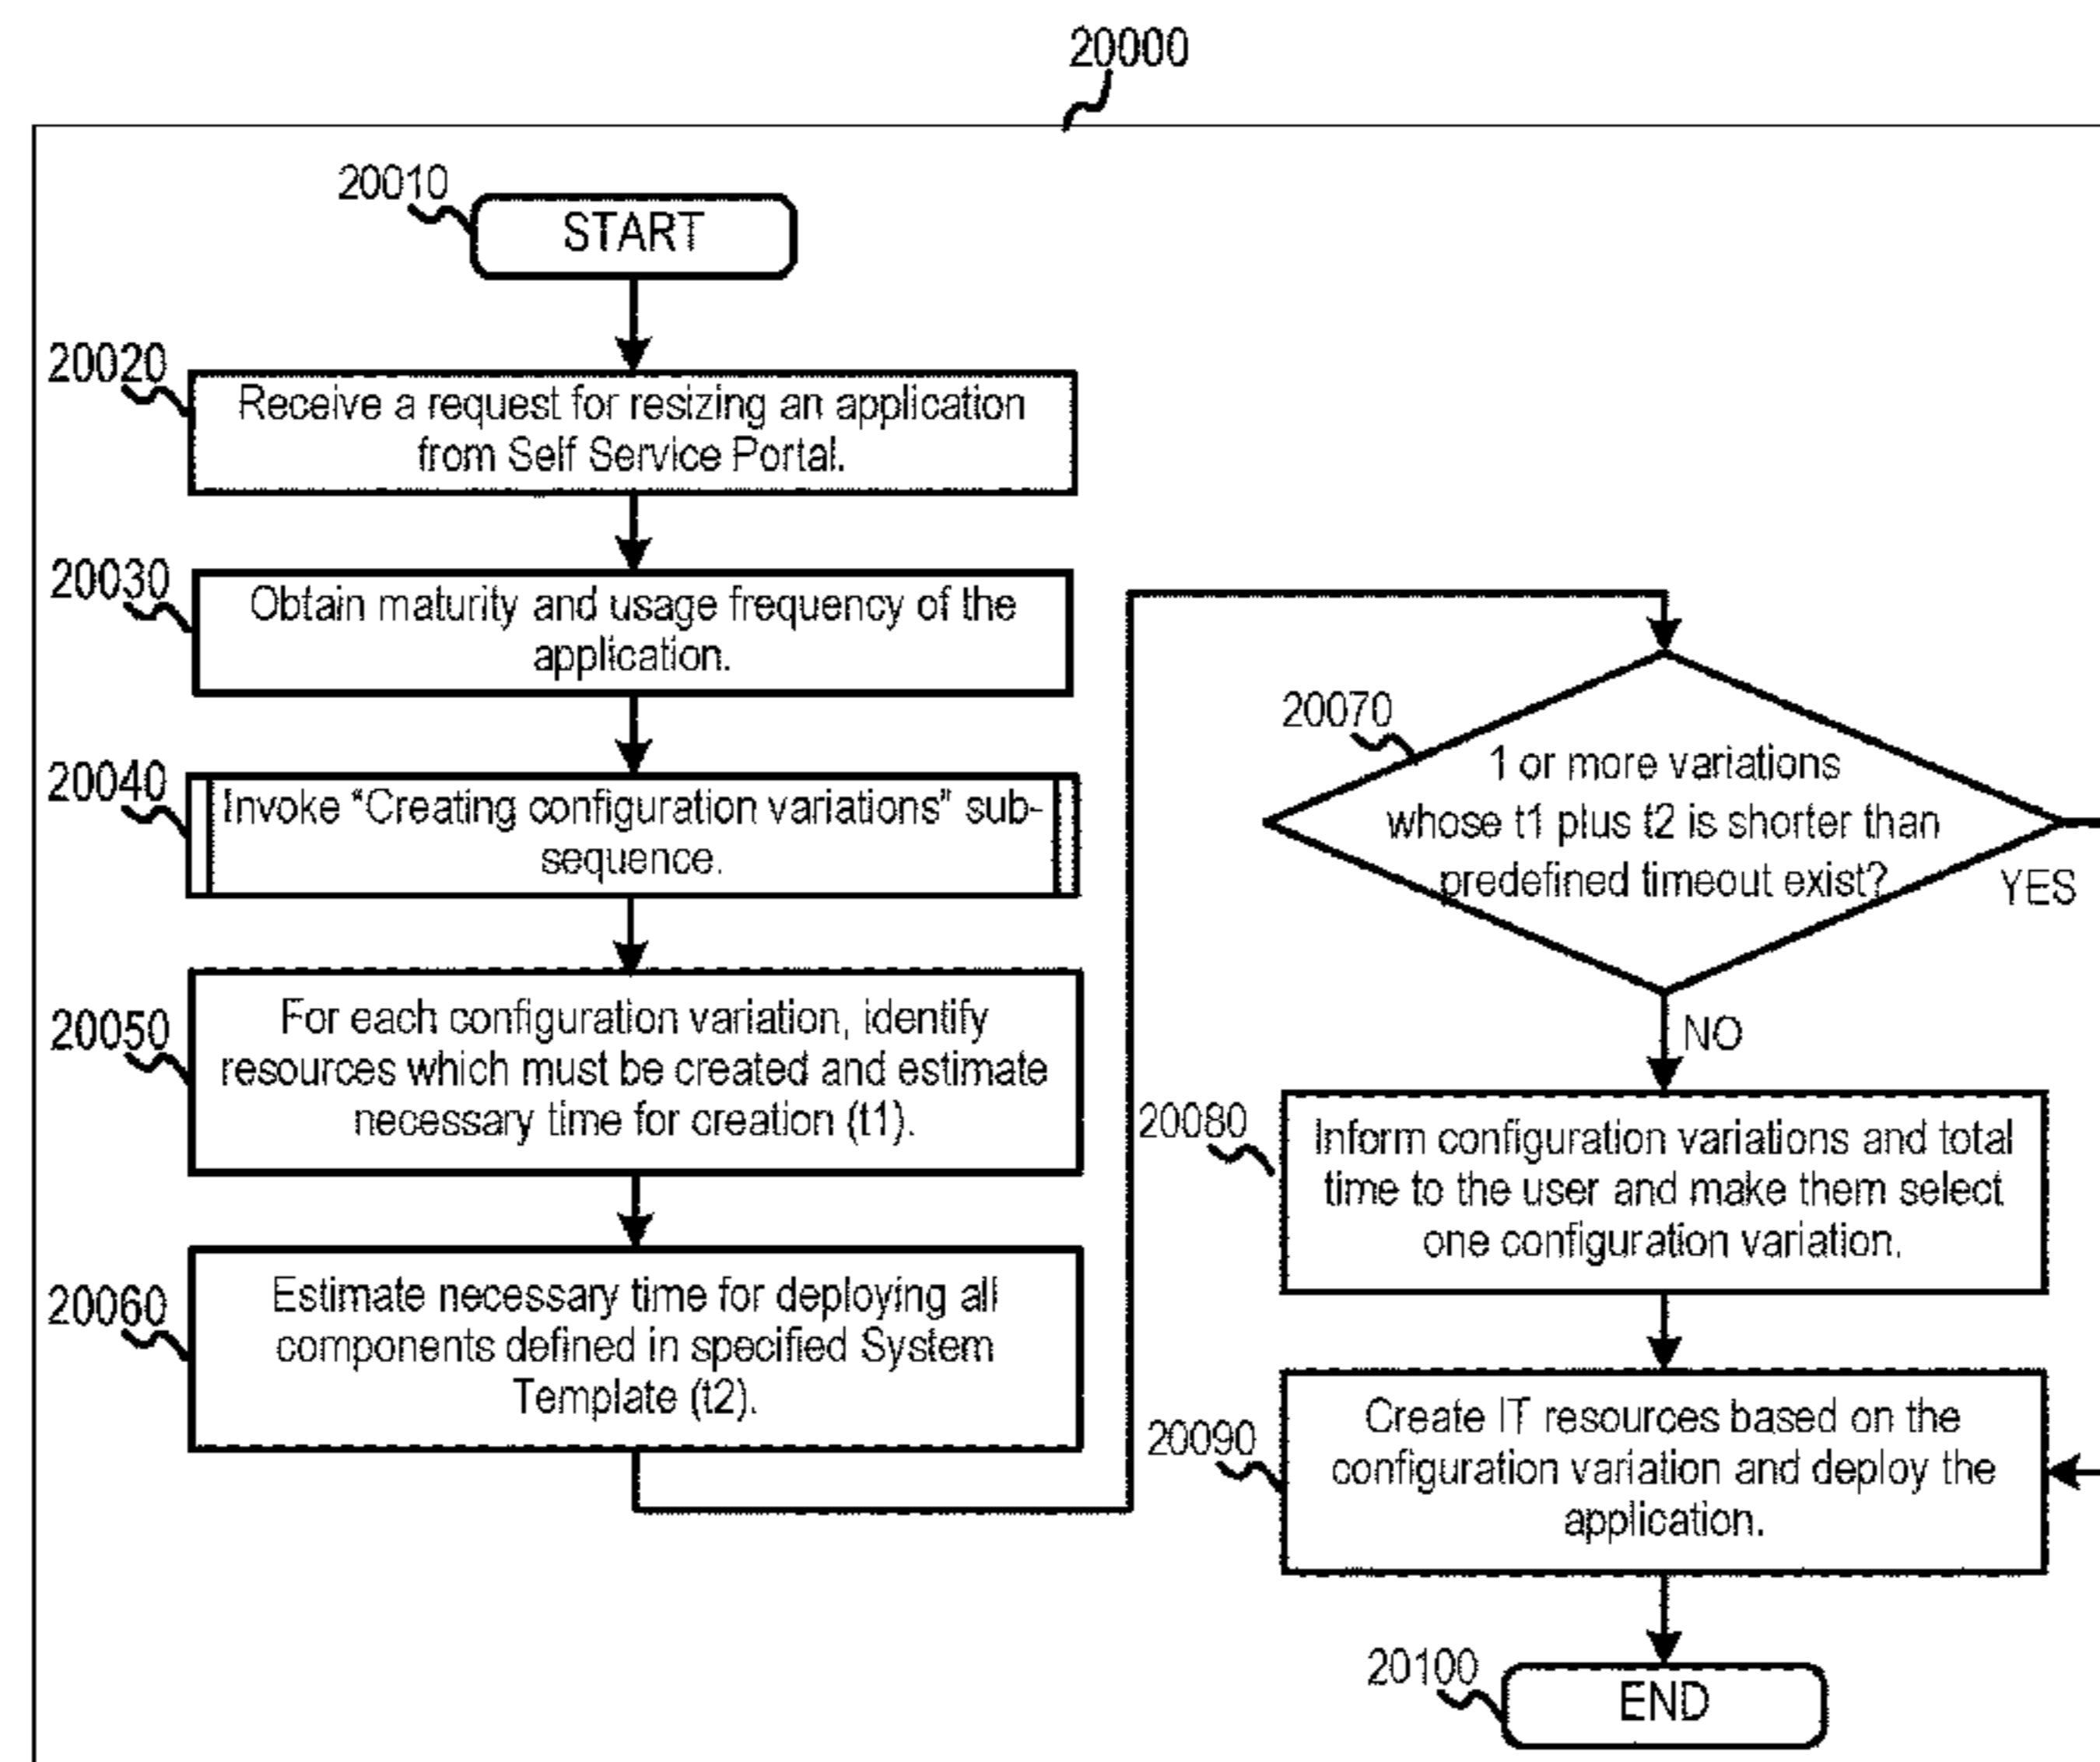 20000
20010
START
20020
Receive a request for resizing an application
from Self Service Portal.
20030
Obtain maturity and usage frequency of the
application.
20040
Invoke “Creating configuration variations” sub-
sequence.
20050
For each configuration variation, identify
resources which must be created and estimate
necessary time for creation (t1).
20060
Estimate necessary time for deploying all
components defined in specified System
Template (t2).
20070
1 or more variations
whose t1 plus t2 is shorter than
predefined timeout exist?
YES
NO
20080
Inform configuration variations and total
time to the user and make them select
one configuration variation.
20090
Create IT resources based on the
configuration variation and deploy the
application.
20100
END